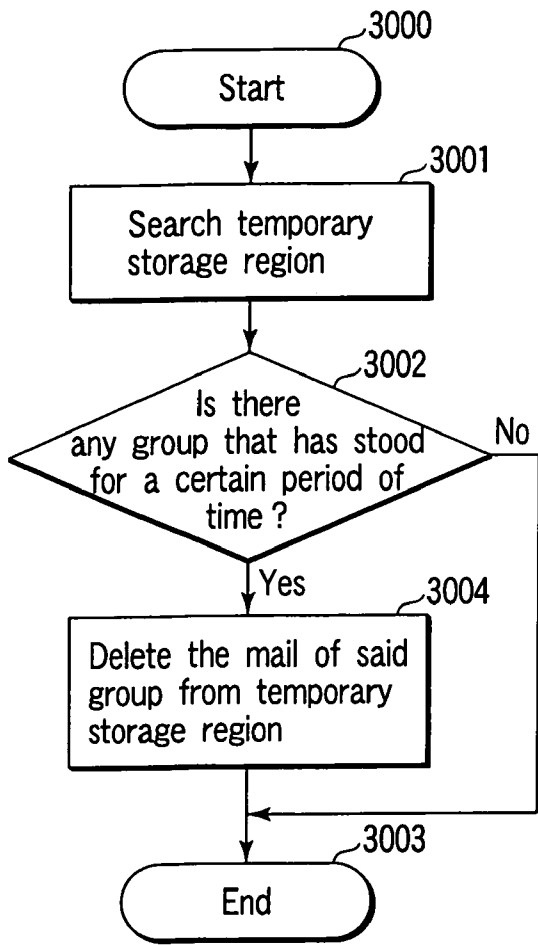 3000
Start
3001
Search temporary
storage region
3002
Is there
any group that has stood
for a certain period of
time ?
No
Yes
3004
Delete the mail of said
group from temporary
storage region
3003
End